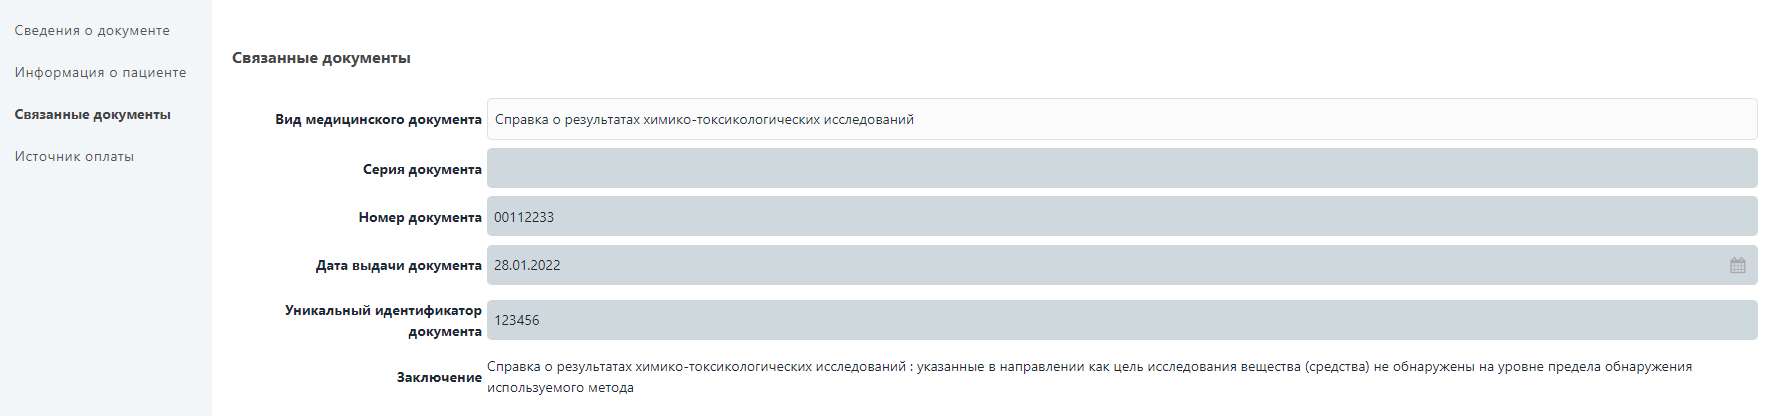 Сведения о документе
Информация о пациенте
Связанные документы
Источник оплаты
Связанные документы
Вид медицинского документа Справка о результатах химико-токсикологических исследований
Серия документа
Номер документа 00112233
Дата выдачи документа 28.01.2022
Уникальный идентификатор
документа 123456
Заключение Справка о результатах химико-токсикологических исследований : указанные в направлении как цель исследования вещества (средства) не обнаружены на уровне предела обнаружения
используемого метода